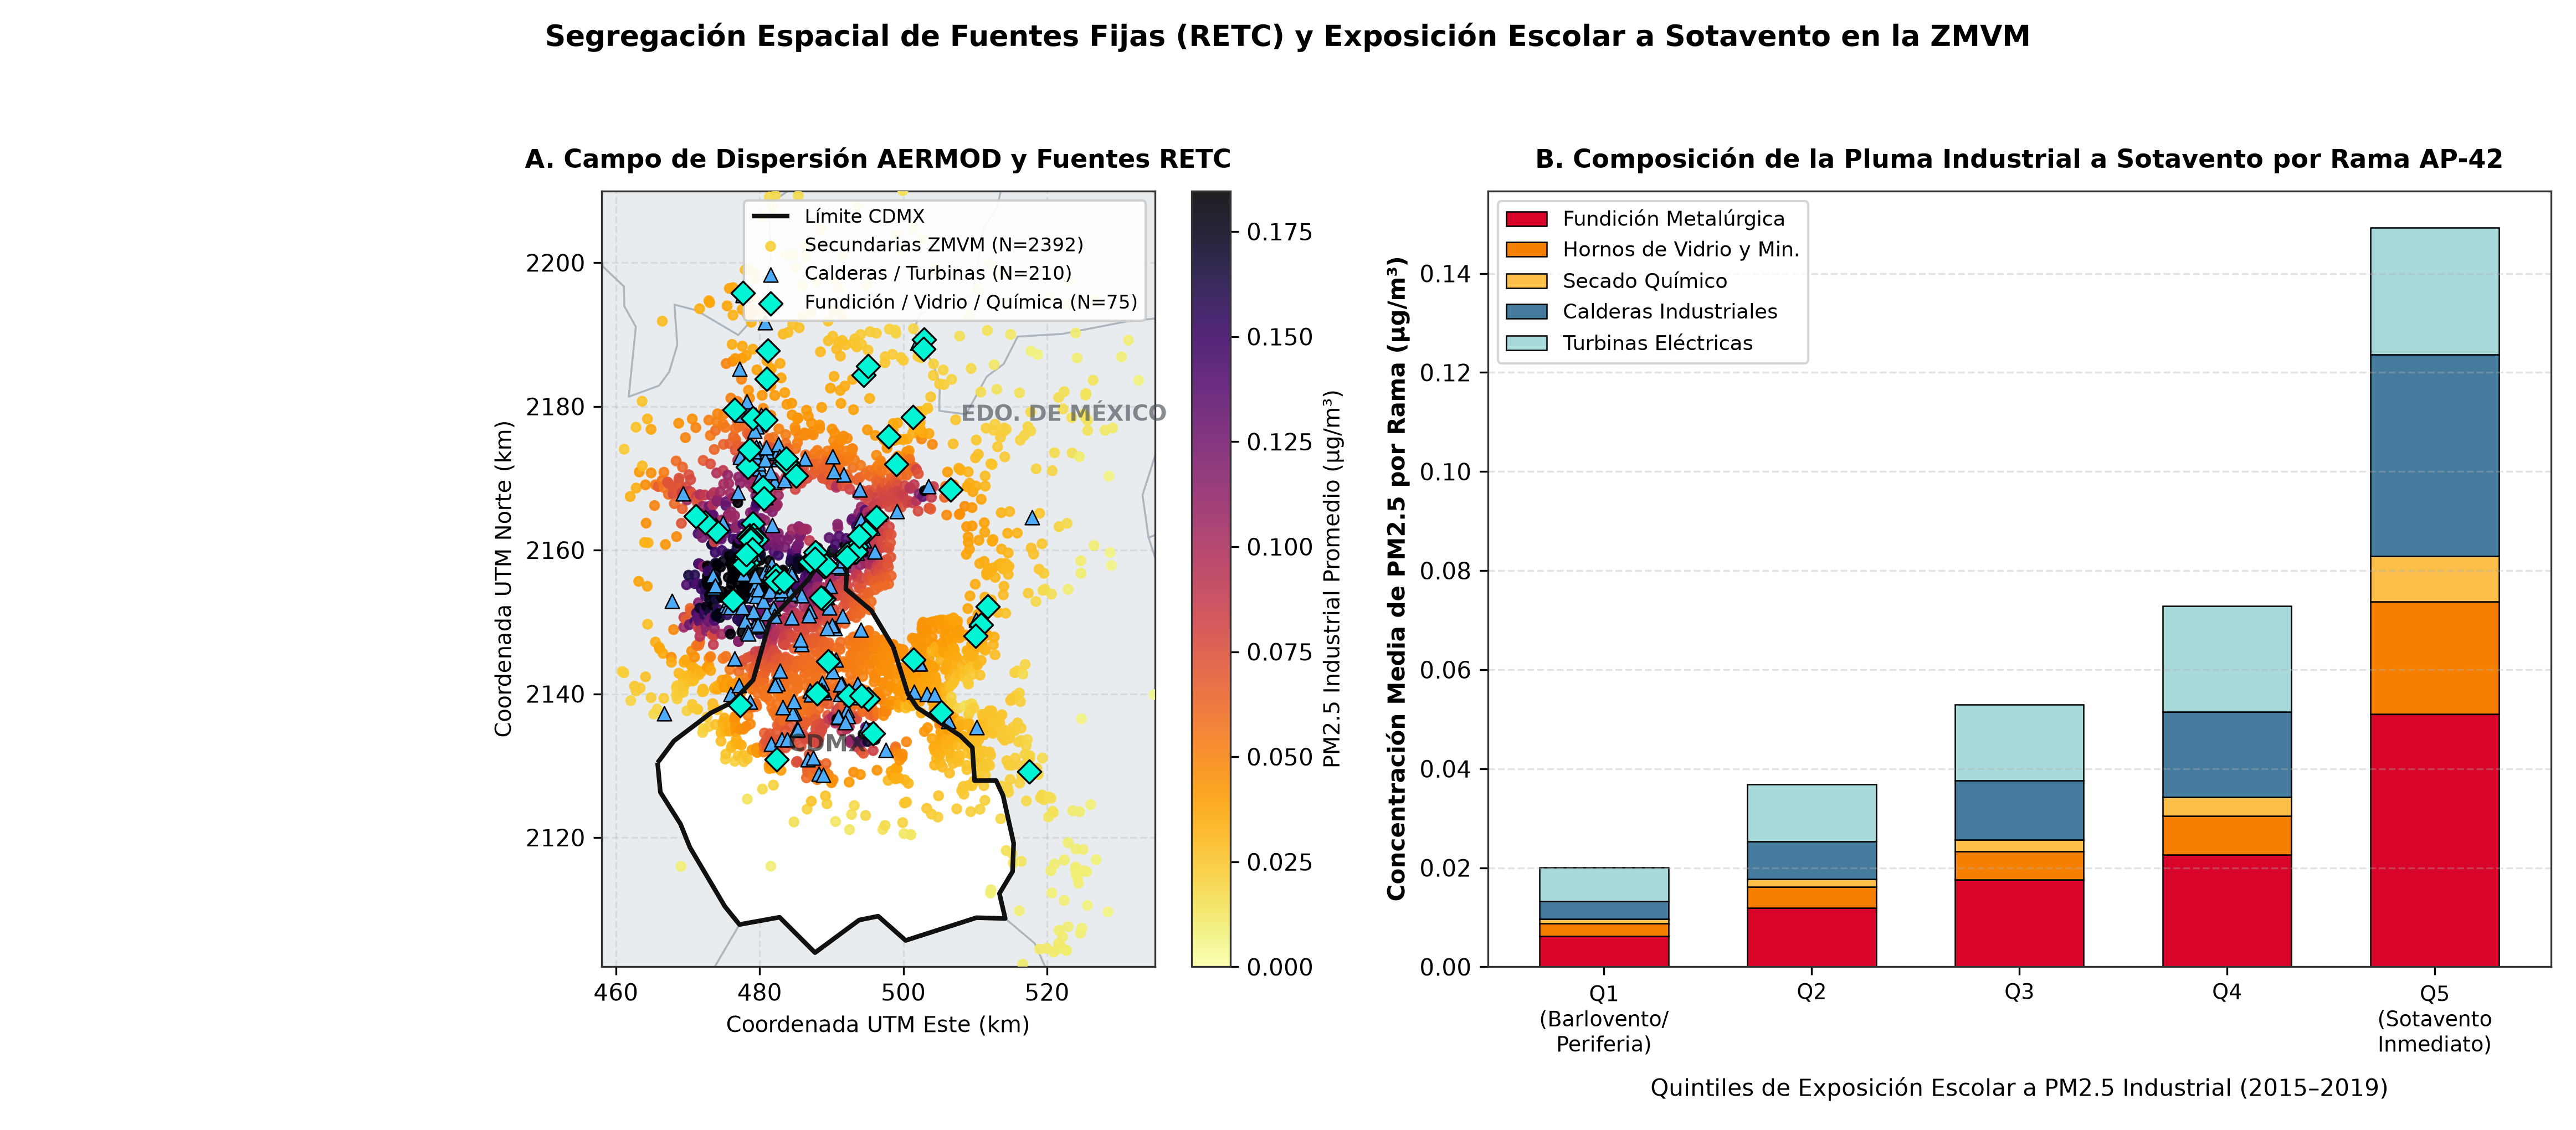 Segregación Espacial de Fuentes Fijas (RETC) y Exposición Escolar a Sotavento en la ZMVM
A. Campo de Dispersión AERMOD y Fuentes RETC
Límite CDMX
Secundarias ZMVM (N=2392)
Calderas / Turbinas (N=210)
Fundición / Vidrio / Química (N=75)
EDO. DE MÉXICO
CDMX
2200
2180
2160
2140
2120
Coordenada UTM Norte (km)
460
480
500
520
Coordenada UTM Este (km)
0.175
0.150
0.125
0.100
0.075
0.050
0.025
0.000
PM2.5 Industrial Promedio (µg/m³)
B. Composición de la Pluma Industrial a Sotavento por Rama AP-42
Fundición Metalúrgica
Hornos de Vidrio y Min.
Secado Químico
Calderas Industriales
Turbinas Eléctricas
0.14
0.12
0.10
0.08
0.06
0.04
0.02
0.00
Concentración Media de PM2.5 por Rama (µg/m³)
Q1
(Barlovento/
Periferia)
Q2
Q3
Q4
Q5
(Sotavento
Inmediato)
Quintiles de Exposición Escolar a PM2.5 Industrial (2015–2019)